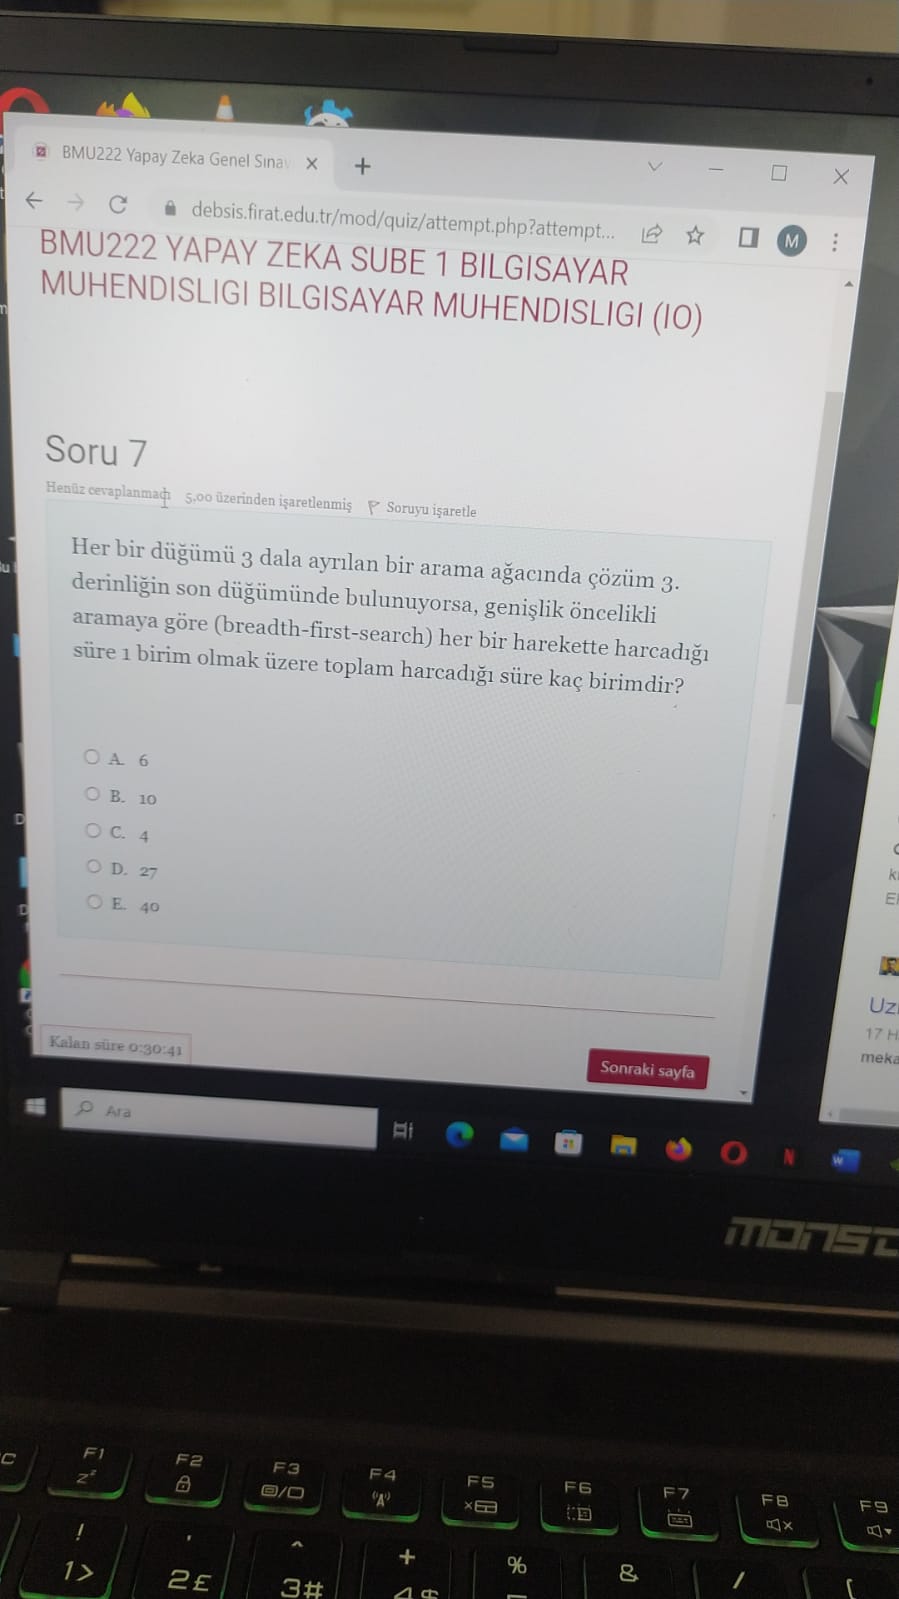 BMU222 Yapay Zeka Genel Sınav
debsis.firat.edu.tr/mod/quiz/attempt.php?attempt...
M
BMU222 YAPAY ZEKA SUBE 1 BILGISAYAR
MUHENDISLIGI BILGISAYAR MUHENDISLIGI (IO)
Soru 7
Henüz cevaplanmadı 5,00 üzerinden işaretlenmiş Soruyu işaretle
Her bir düğümü 3 dala ayrılan bir arama ağacında çözüm 3.
derinliğin son düğümünde bulunuyorsa, genişlik öncelikli
aramaya göre (breadth-first-search) her bir harekette harcadığı
süre 1 birim olmak üzere toplam harcadığı süre kaç birimdir?
A. 6
B. 10
C. 4
D. 27
E. 40
Kalan süre 0:30:41
Sonraki sayfa
17 H
Ara
F1
F2
F3
F4
F5
F6
F7
F8
F9
! 1>
' 2£
^ 3#
+ 4$
%
&
/
(